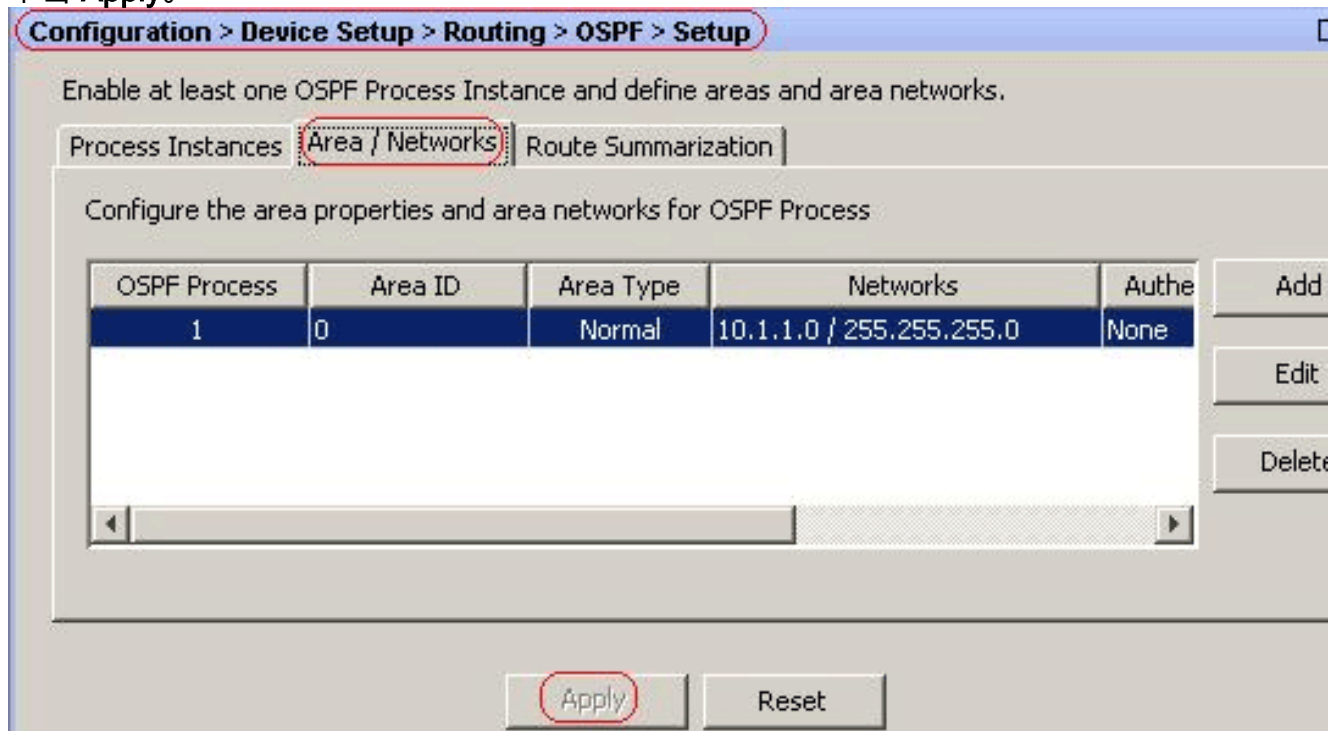 Apply。
Configuration > Device Setup > Routing > OSPF > Setup
Enable at least one OSPF Process Instance and define areas and area networks.
Process Instances Area / Networks Route Summarization
Configure the area properties and area networks for OSPF Process
OSPF Process Area ID Area Type Networks Authe Add
1 0 Normal 10.1.1.0 / 255.255.255.0 None
Edit
Delete
Apply Reset